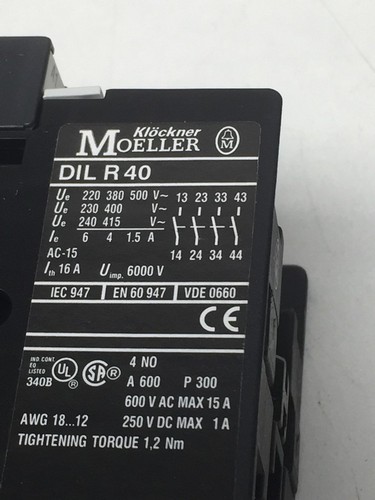 Klöckner
MOELLER M
DIL R 40
Ue 220 380 500 V~ 13 23 33 43
Ue 230 400 V~
Ue 240 415 V~
Ie 6 4 1.5 A
AC-15 14 24 34 44
Ith 16 A Uimp. 6000 V
IEC 947 EN 60 947 VDE 0660
CE
IND CONT
EQ
LISTED
340B UL SA 4 NO
A 600 P 300
600 V AC MAX 15 A
AWG 18...12 250 V DC MAX 1 A
TIGHTENING TORQUE 1,2 Nm